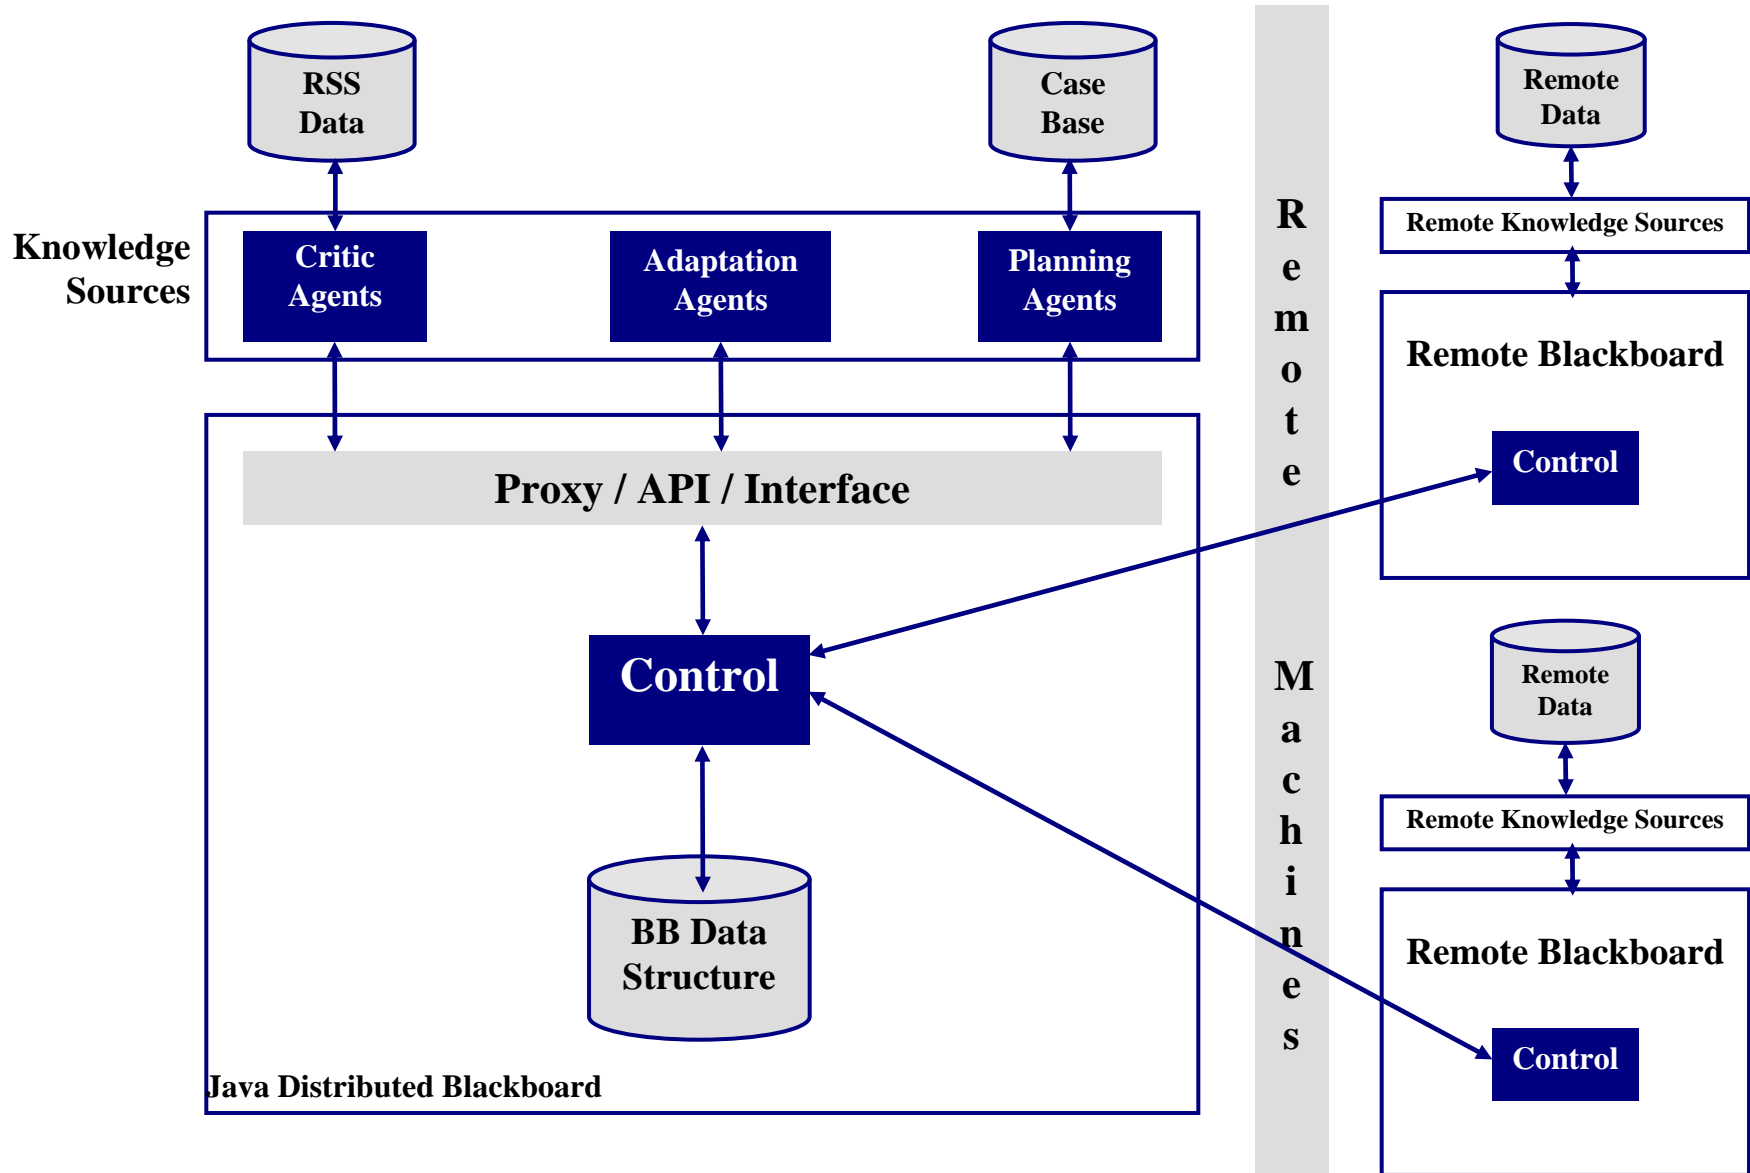 RSS
Data
Case
Base
Knowledge
Sources
Critic
Agents
Adaptation
Agents
Planning
Agents
Proxy / API / Interface
Control
BB Data
Structure
Java Distributed Blackboard
Remote
Machines
Remote
Data
Remote Knowledge Sources
Remote Blackboard
Control
Remote
Data
Remote Knowledge Sources
Remote Blackboard
Control